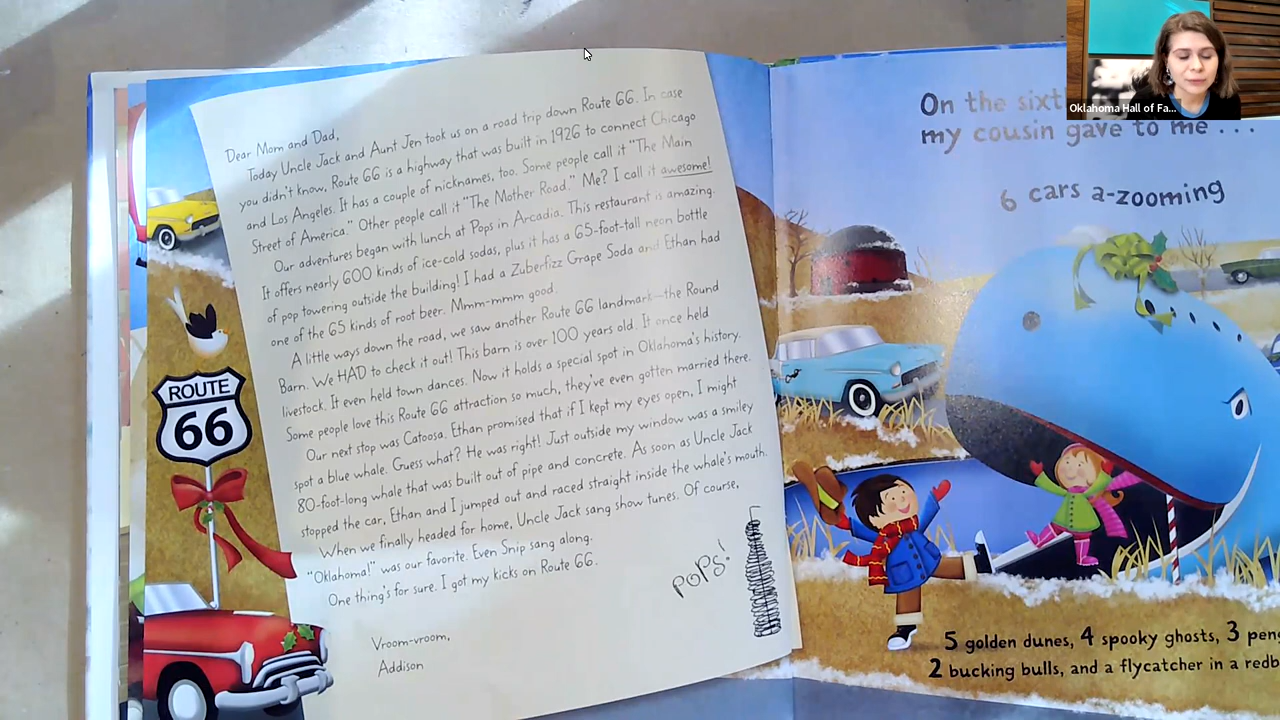 Dear Mom and Dad,
Today Uncle Jack and Aunt Jen took us on a road trip down Route 66. In case
you didn't know, Route 66 is a highway that was built in 1926 to connect Chicago
and Los Angeles. It has a couple of nicknames, too. Some people call it "The Main
Street of America." Other people call it "The Mother Road." Me? I call it awesome!
Our adventures began with lunch at Pops in Arcadia. This restaurant is amazing.
It offers nearly 600 kinds of ice-cold sodas, plus it has a 65-foot-tall neon bottle
of pop towering outside the building! I had a Zuberfizz Grape Soda and Ethan had
one of the 65 kinds of root beer. Mmm-mmm good.
A little ways down the road, we saw another Route 66 landmark—the Round
Barn. We HAD to check it out! This barn is over 100 years old. It once held
livestock. It even held town dances. Now it holds a special spot in Oklahoma's history.
Some people love this Route 66 attraction so much, they've even gotten married there.
Our next stop was Catoosa. Ethan promised that if I kept my eyes open, I might
spot a blue whale. Guess what? He was right! Just outside my window was a smiley
80-foot-long whale that was built out of pipe and concrete. As soon as Uncle Jack
stopped the car, Ethan and I jumped out and raced straight inside the whale's mouth.
When we finally headed for home, Uncle Jack sang show tunes. Of course,
"Oklahoma!" was our favorite. Even Snip sang along.
One thing's for sure. I got my kicks on Route 66.
Vroom-vroom,
Addison
POPS!
ROUTE
66
On the sixt
my cousin gave to me . . .
6 cars a-zooming
5 golden dunes, 4 spooky ghosts, 3 pen
2 bucking bulls, and a flycatcher in a redb
Oklahoma Hall of Fa...